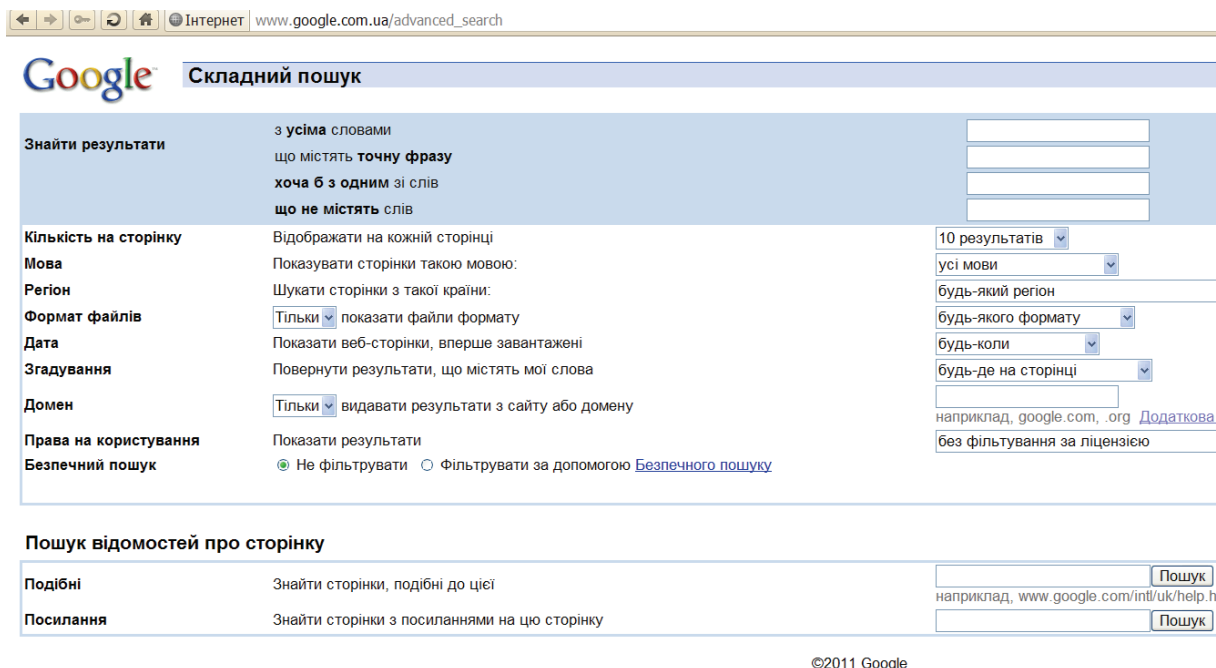 Інтернет www.google.com.ua/advanced_search
Google™ Складний пошук
Знайти результати
з усіма словами
що містять точну фразу
хоча б з одним зі слів
що не містять слів
Кількість на сторінку Відображати на кожній сторінці 10 результатів
Мова Показувати сторінки такою мовою: усі мови
Регіон Шукати сторінки з такої країни: будь-який регіон
Формат файлів Тільки показати файли формату будь-якого формату
Дата Показати веб-сторінки, вперше завантажені будь-коли
Згадування Повернути результати, що містять мої слова будь-де на сторінці
Домен Тільки видавати результати з сайту або домену
наприклад, google.com, .org Додаткова
Права на користування Показати результати без фільтування за ліцензією
Безпечний пошук Не фільтрувати Фільтрувати за допомогою Безпечного пошуку
Пошук відомостей про сторінку
Подібні Знайти сторінки, подібні до цієї Пошук
наприклад, www.google.com/intl/uk/help.h
Посилання Знайти сторінки з посиланнями на цю сторінку Пошук
©2011 Google